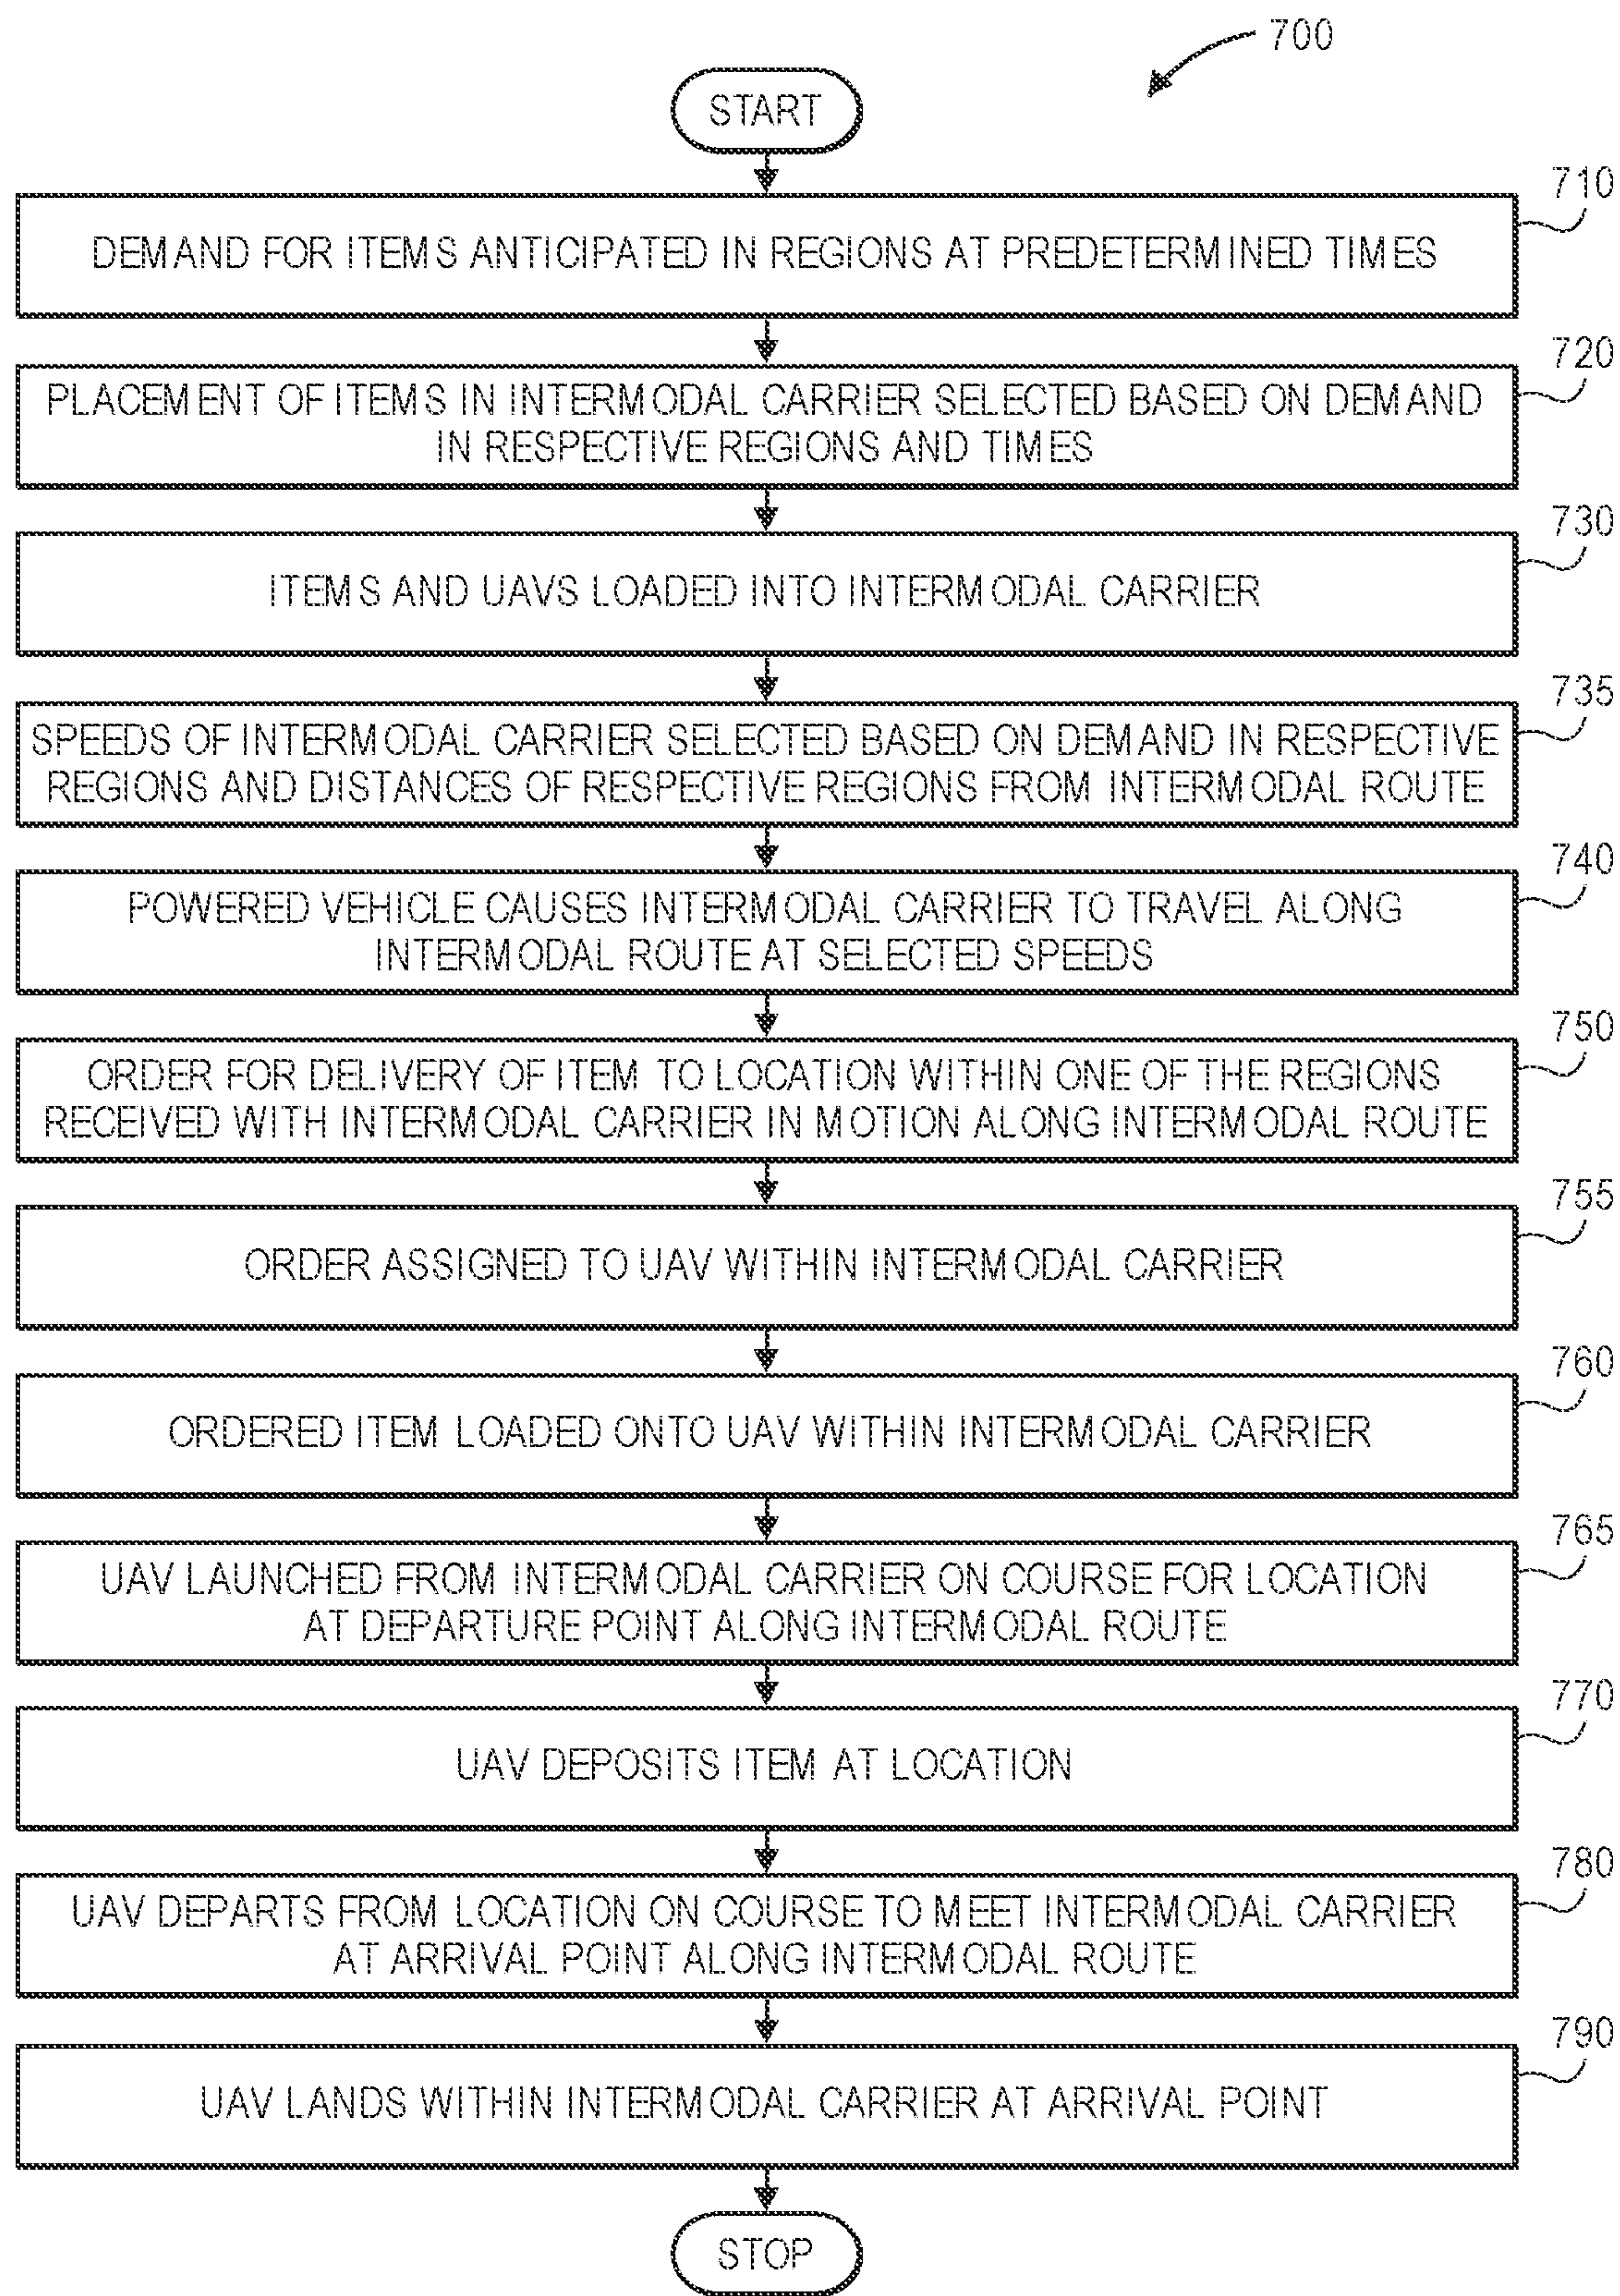 700
START
710
DEMAND FOR ITEMS ANTICIPATED IN REGIONS AT PREDETERMINED TIMES
720
PLACEMENT OF ITEMS IN INTERMODAL CARRIER SELECTED BASED ON DEMAND
IN RESPECTIVE REGIONS AND TIMES
730
ITEMS AND UAVS LOADED INTO INTERMODAL CARRIER
735
SPEEDS OF INTERMODAL CARRIER SELECTED BASED ON DEMAND IN RESPECTIVE
REGIONS AND DISTANCES OF RESPECTIVE REGIONS FROM INTERMODAL ROUTE
740
POWERED VEHICLE CAUSES INTERMODAL CARRIER TO TRAVEL ALONG
INTERMODAL ROUTE AT SELECTED SPEEDS
750
ORDER FOR DELIVERY OF ITEM TO LOCATION WITHIN ONE OF THE REGIONS
RECEIVED WITH INTERMODAL CARRIER IN MOTION ALONG INTERMODAL ROUTE
755
ORDER ASSIGNED TO UAV WITHIN INTERMODAL CARRIER
760
ORDERED ITEM LOADED ONTO UAV WITHIN INTERMODAL CARRIER
765
UAV LAUNCHED FROM INTERMODAL CARRIER ON COURSE FOR LOCATION
AT DEPARTURE POINT ALONG INTERMODAL ROUTE
770
UAV DEPOSITS ITEM AT LOCATION
780
UAV DEPARTS FROM LOCATION ON COURSE TO MEET INTERMODAL CARRIER
AT ARRIVAL POINT ALONG INTERMODAL ROUTE
790
UAV LANDS WITHIN INTERMODAL CARRIER AT ARRIVAL POINT
STOP